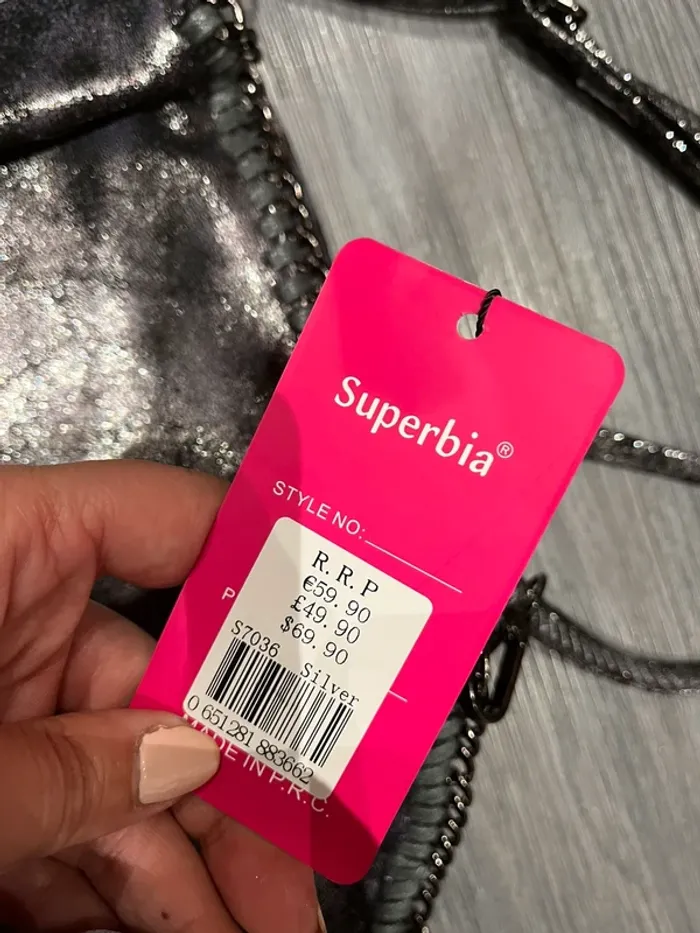 Superbia®
STYLE NO:
R.R.P
€59.90
£49.90
$69.90
P
S7036 Silver
0 651281 883662
MADE IN P.R.C.